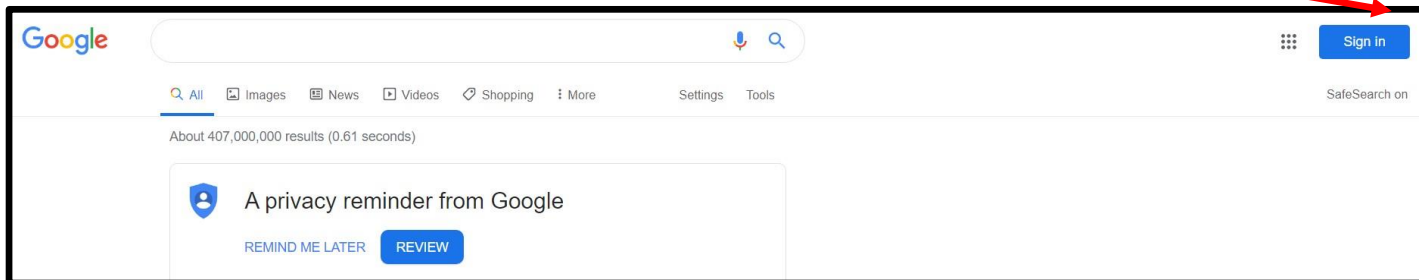 Google
Sign in
All Images News Videos Shopping More Settings Tools SafeSearch on
About 407,000,000 results (0.61 seconds)
A privacy reminder from Google
REMIND ME LATER REVIEW